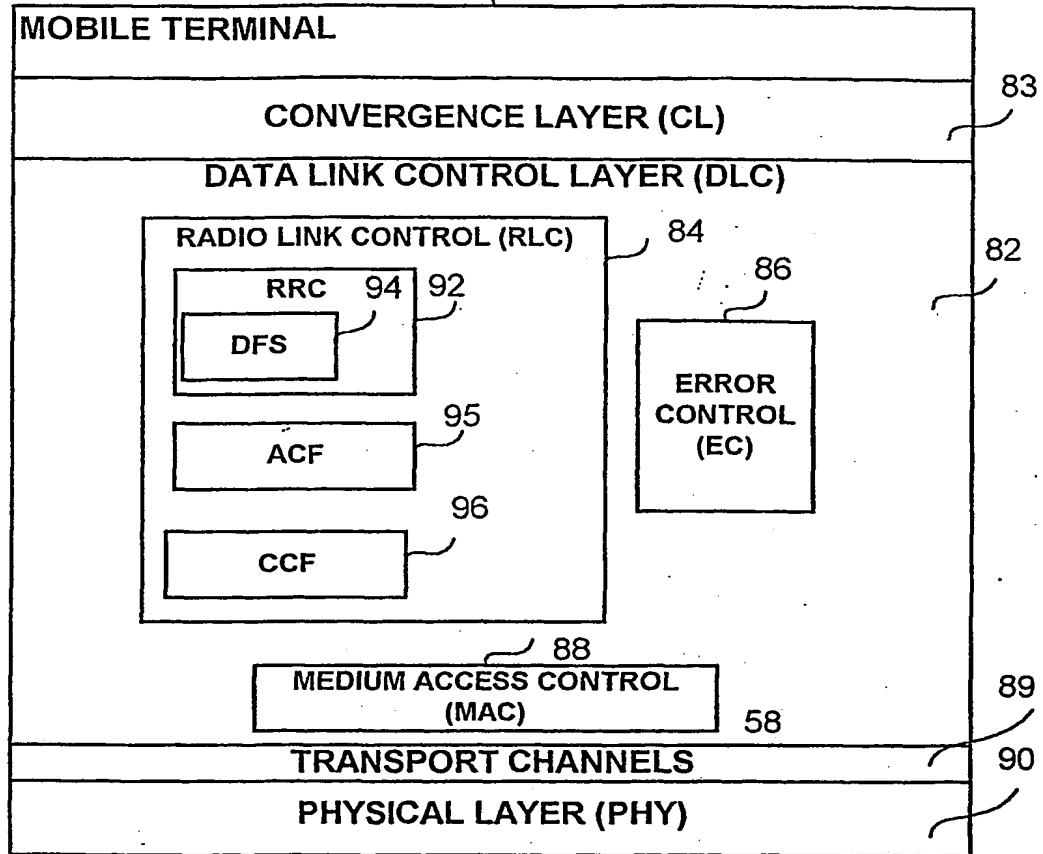 MOBILE TERMINAL
83
CONVERGENCE LAYER (CL)
DATA LINK CONTROL LAYER (DLC)
RADIO LINK CONTROL (RLC)
84
82
RRC
94
92
86
DFS
ERROR
CONTROL
(EC)
95
ACF
96
CCF
88
MEDIUM ACCESS CONTROL
(MAC)
58
89
TRANSPORT CHANNELS
90
PHYSICAL LAYER (PHY)